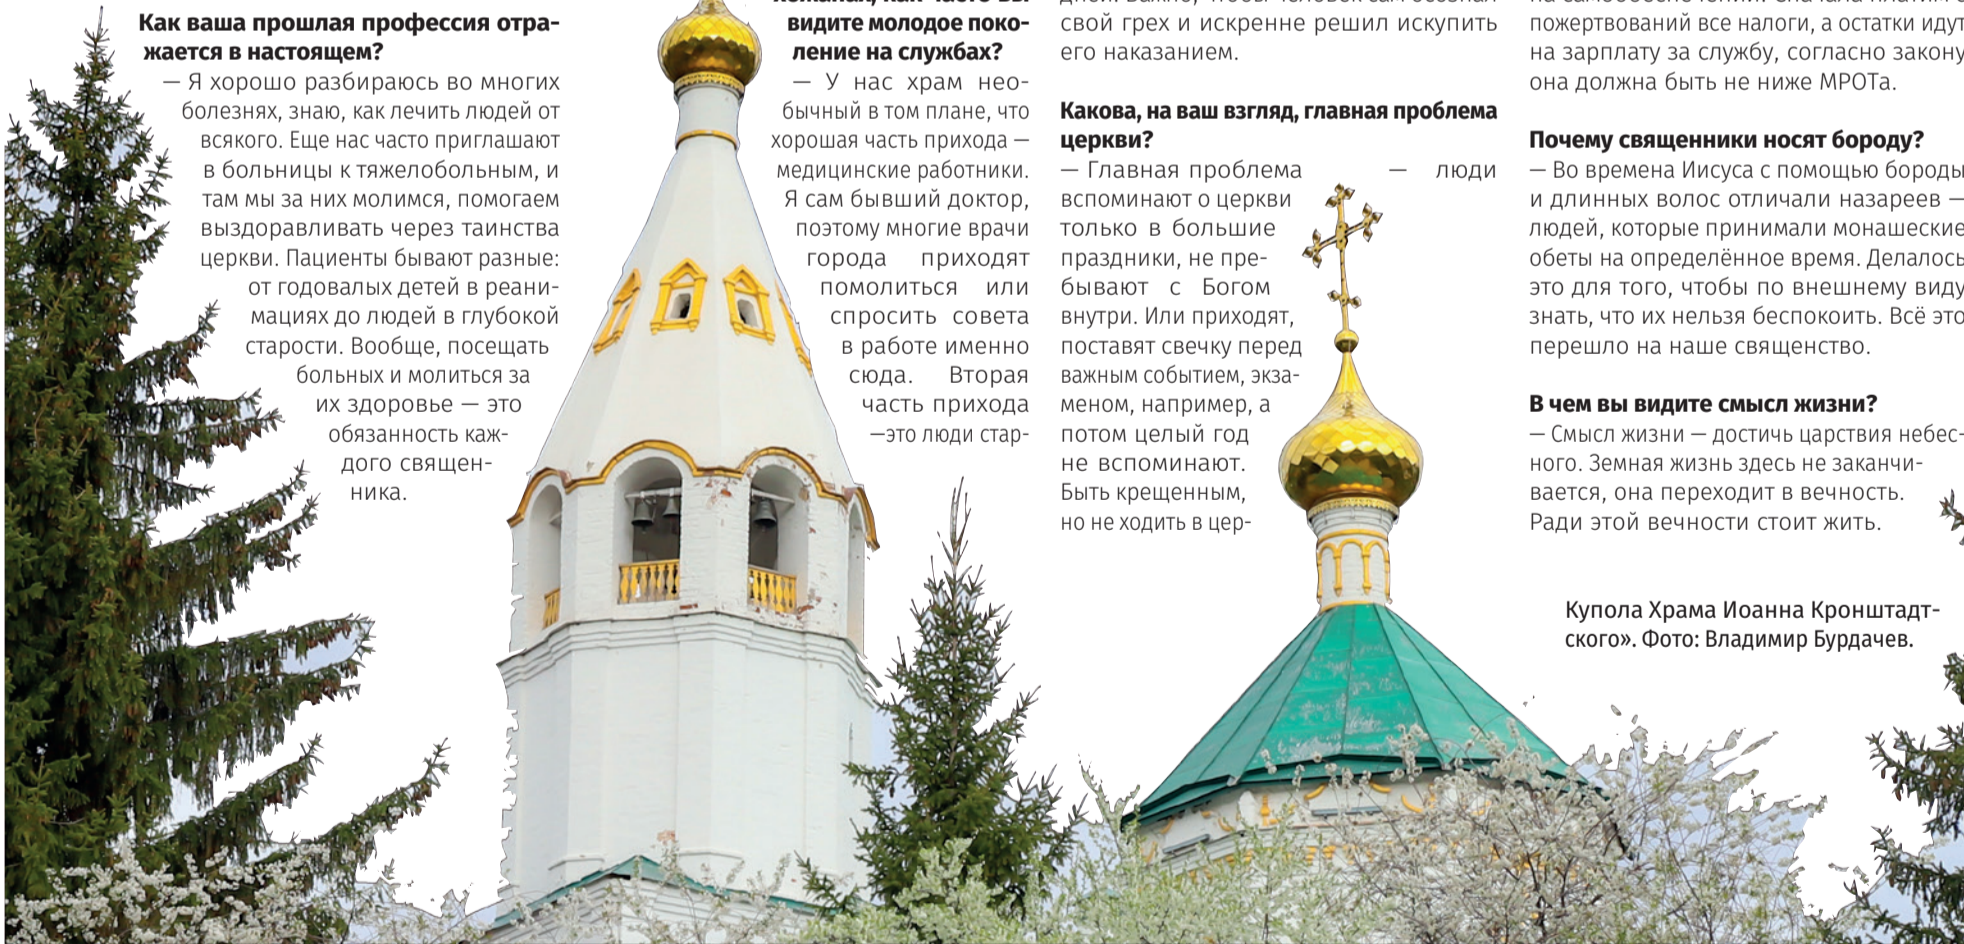 Как ваша прошлая профессия отра-
жается в настоящем?
— Я хорошо разбираюсь во многих
болезнях, знаю, как лечить людей от
всякого. Еще нас часто приглашают
в больницы к тяжелобольным, и
там мы за них молимся, помогаем
выздоравливать через таинства
церкви. Пациенты бывают разные:
от годовалых детей в реани-
мациях до людей в глубокой
старости. Вообще, посещать
больных и молиться за
их здоровье — это
обязанность каж-
дого священ-
ника.
видите молодое поко-
ление на службах?
— У нас храм нео-
бычный в том плане, что
хорошая часть прихода —
медицинские работники.
Я сам бывший доктор,
поэтому многие врачи
города приходят
помолиться или
спросить совета
в работе именно
сюда. Вторая
часть прихода
—это люди стар-
свой грех и искренне решил искупить
его наказанием.
Какова, на ваш взгляд, главная проблема
церкви?
— Главная проблема — люди
вспоминают о церкви
только в большие
праздники, не пре-
бывают с Богом
внутри. Или приходят,
поставят свечку перед
важным событием, экза-
меном, например, а
потом целый год
не вспоминают.
Быть крещенным,
но не ходить в цер-
пожертвований все налоги, а остатки идут
на зарплату за службу, согласно закону
она должна быть не ниже МРОТа.
Почему священники носят бороду?
— Во времена Иисуса с помощью бороды
и длинных волос отличали назареев —
людей, которые принимали монашеские
обеты на определённое время. Делалось
это для того, чтобы по внешнему виду
знать, что их нельзя беспокоить. Всё это
перешло на наше священство.
В чем вы видите смысл жизни?
— Смысл жизни — достичь царствия небес-
ного. Земная жизнь здесь не заканчи-
вается, она переходит в вечность.
Ради этой вечности стоит жить.
Купола Храма Иоанна Кронштадт-
ского». Фото: Владимир Бурдачев.